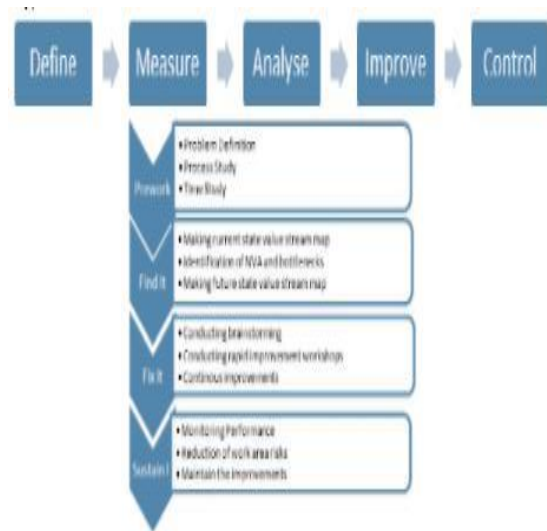 Define
Measure
Analyse
Improve
Control
Prework
• Problem Definition
• Process Study
• Time Study
Find It
• Making current state value stream map
• Identification of NVA and bottlenecks
• Making future state value stream map
Fix It
• Conducting brainstorming
• Conducting rapid improvement workshops
• Continous improvements
Sustain I
• Monitoring Performance
• Reduction of work area risks
• Maintain the improvements